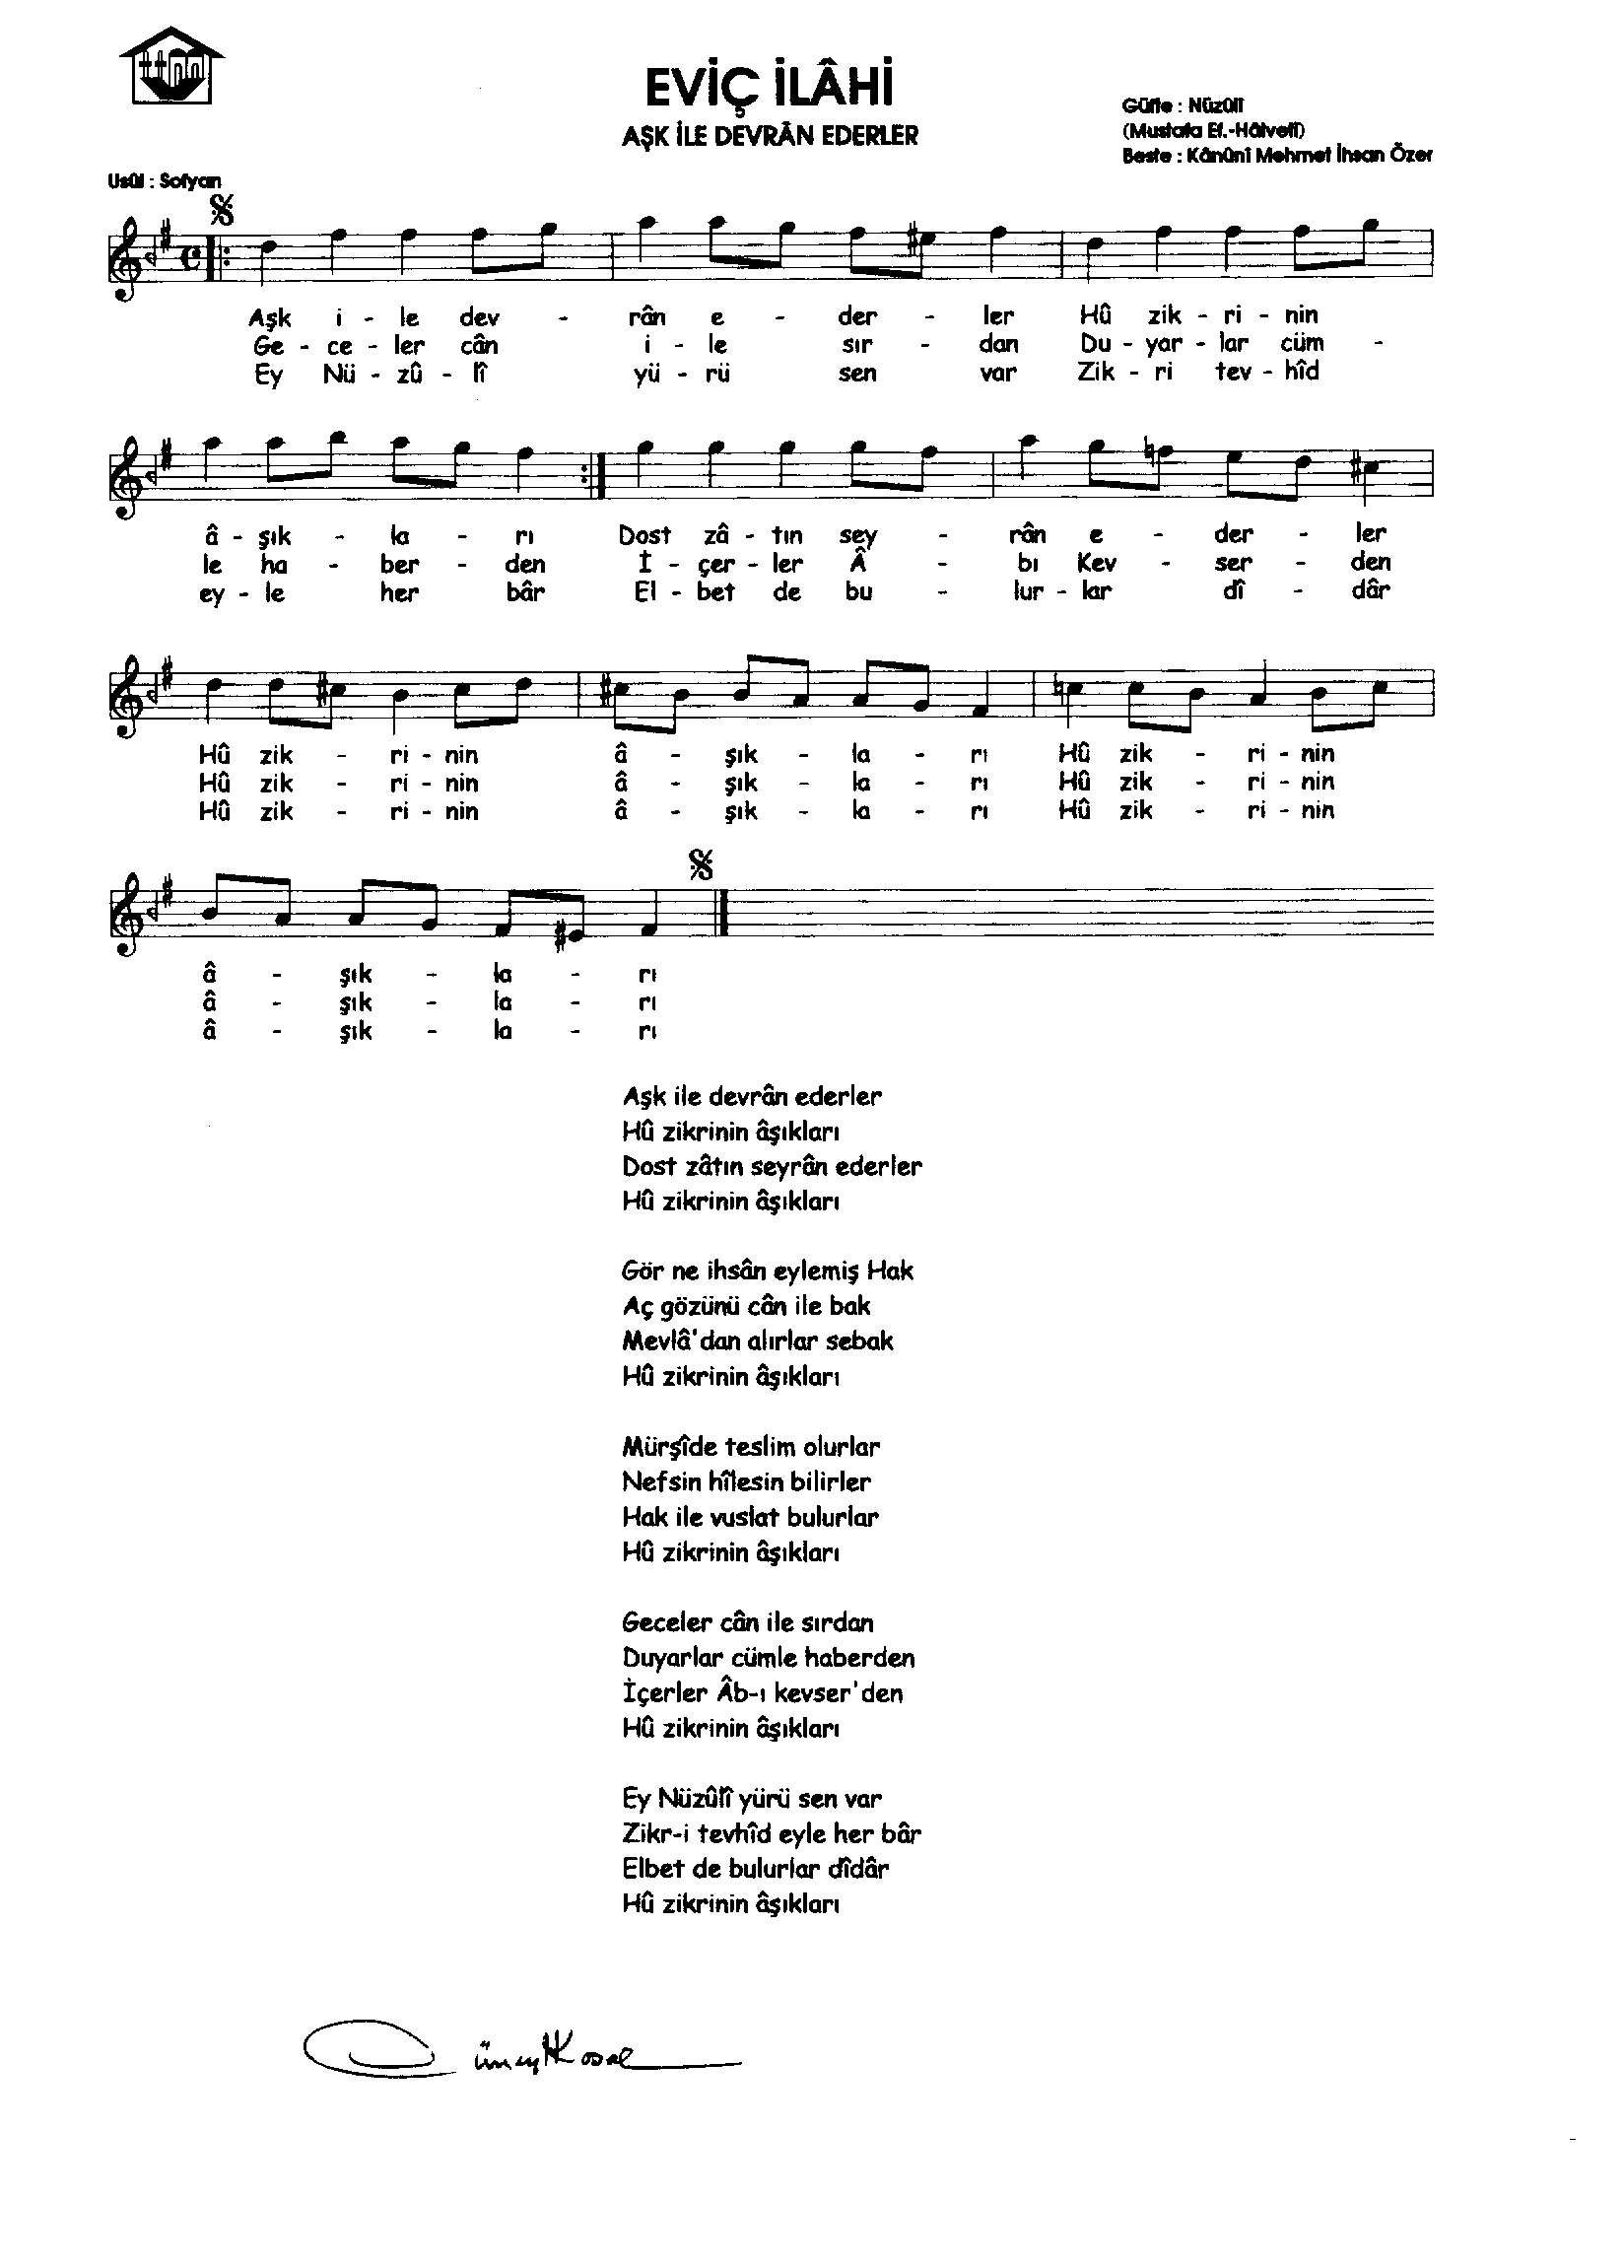 EVİÇ İLÂHİ
AŞK İLE DEVRÂN EDERLER
Güfte : Nüzûlî
(Mustafa Ef.-Hâlvetî)
Beste : Kânûnî Mehmet İhsan Özer
Usûl : Sofyan
Aşk i - le dev - rân e - der - ler Hû zik - ri - nin
Ge - ce - ler cân i - le sır - dan Du - yar - lar cüm -
Ey Nü - zû - lî yü - rü sen var Zik - ri tev - hîd
â - şık - la - rı Dost zâ - tın sey - rân e - der - ler
le ha - ber - den İ - çer - ler Â - bı Kev - ser - den
ey - le her bâr El - bet de bu - lur - lar dî - dâr
Hû zik - ri - nin â - şık - la - rı Hû zik - ri - nin
Hû zik - ri - nin â - şık - la - rı Hû zik - ri - nin
Hû zik - ri - nin â - şık - la - rı Hû zik - ri - nin
â - şık - la - rı
â - şık - la - rı
â - şık - la - rı
Aşk ile devrân ederler
Hû zikrinin âşıkları
Dost zâtın seyrân ederler
Hû zikrinin âşıkları
Gör ne ihsân eylemiş Hak
Aç gözünü cân ile bak
Mevlâ'dan alırlar sebak
Hû zikrinin âşıkları
Mürşîde teslim olurlar
Nefsin hîlesin bilirler
Hak ile vuslat bulurlar
Hû zikrinin âşıkları
Geceler cân ile sırdan
Duyarlar cümle haberden
İçerler Âb-ı kevser'den
Hû zikrinin âşıkları
Ey Nüzûlî yürü sen var
Zikr-i tevhîd eyle her bâr
Elbet de bulurlar dîdâr
Hû zikrinin âşıkları